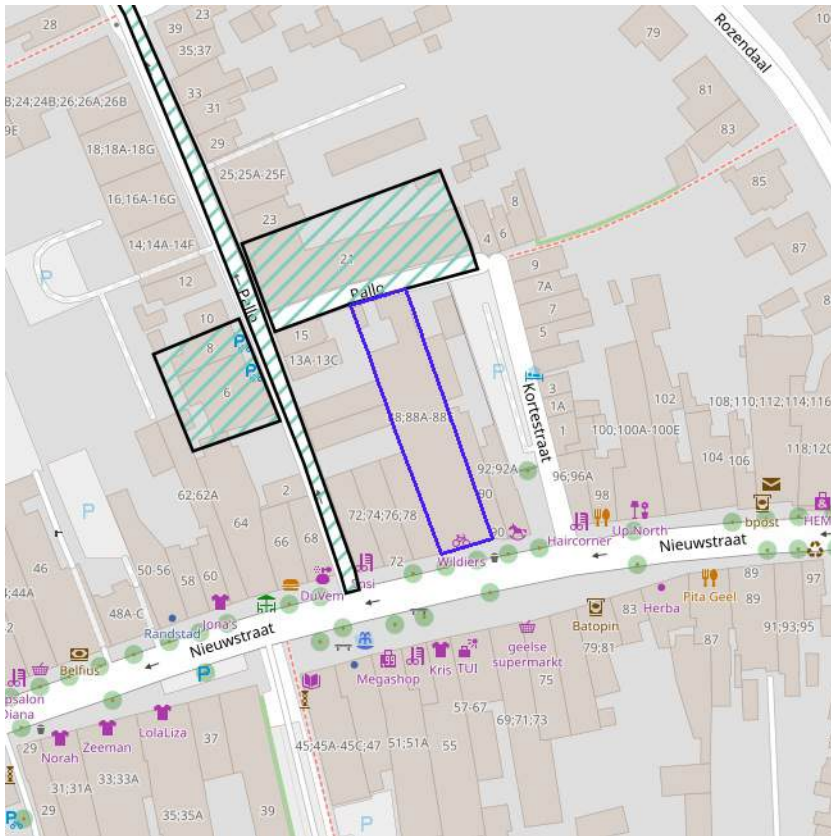 23
28
39
35;37
79
Rozendaal
33
31
81
B;24;24B;26;26A;26B
9E
29
83
18;18A-18G
25;25A-25F
85
16;16A-16G
8
23
14;14A-14F
4
6
87
21
9
P
12
Pallo
7A
Pallo
7
10
15
5
8
13A-13C
P
Kortestraat
6
3
102
108;110;112;114;116
8;88A-88
1A
1
100;100A-100E
118;120
104
106
92;92A
96;96A
2
90
62;62A
98
72;74;76;78
P
64
90
Up North
bpost
HEM
66
68
Haircorner
Nieuwstraat
46
50-56
72
Wildiers
60
58
DuVem
4;44A
48A-C
Jona's
Pita Geel
89
97
Randstad
83
Herba
89
Nieuwstraat
Batopin
91;93;95
Belfius
79;81
87
P
geelse
supermarkt
Kris
TUI
Megashop
75
Diana
57-67
69;71;73
LolaLiza
37
45;45A-45C;47
51;51A
55
29
Zeeman
Norah
33;33A
31;31A
29
35;35A
39
P